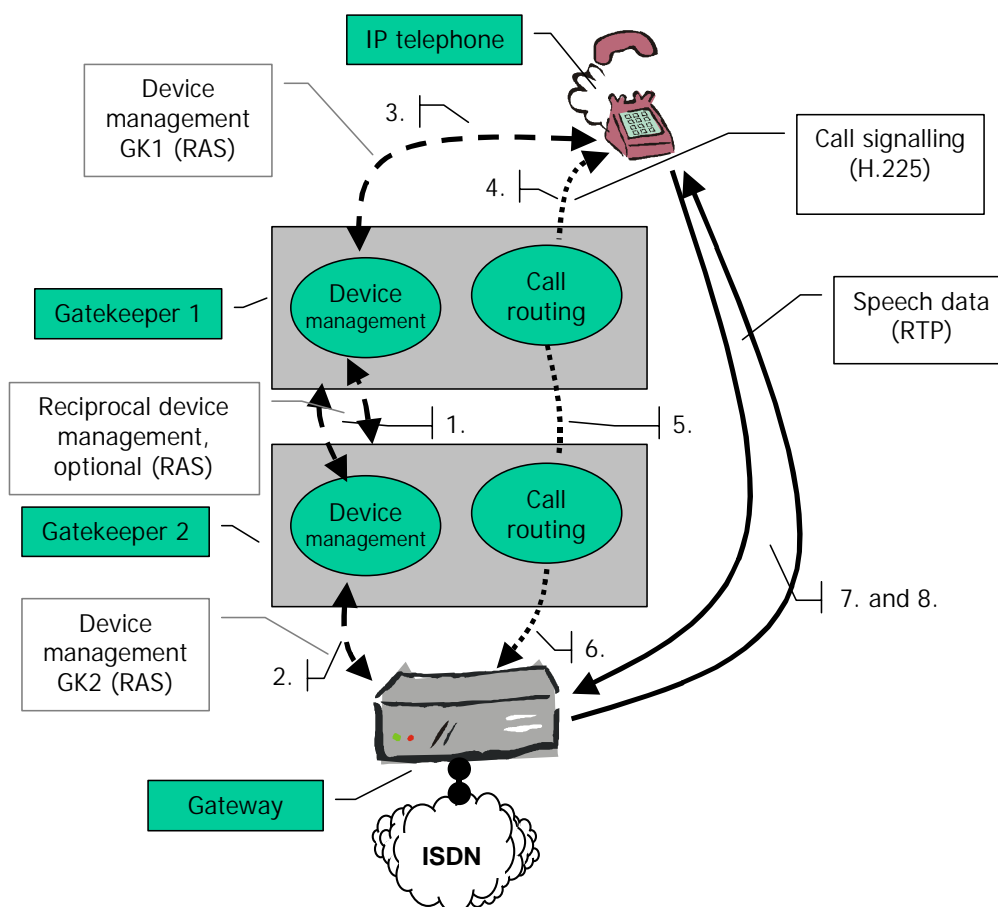 IP telephone
Device
management
GK1 (RAS)
3.
Call signalling
(H.225)
4.
Gatekeeper 1
Device
management
Call
routing
Speech data
(RTP)
Reciprocal device
management,
optional (RAS)
1.
5.
Gatekeeper 2
Device
management
Call
routing
7. and 8.
Device
management
GK2 (RAS)
2.
6.
Gateway
ISDN